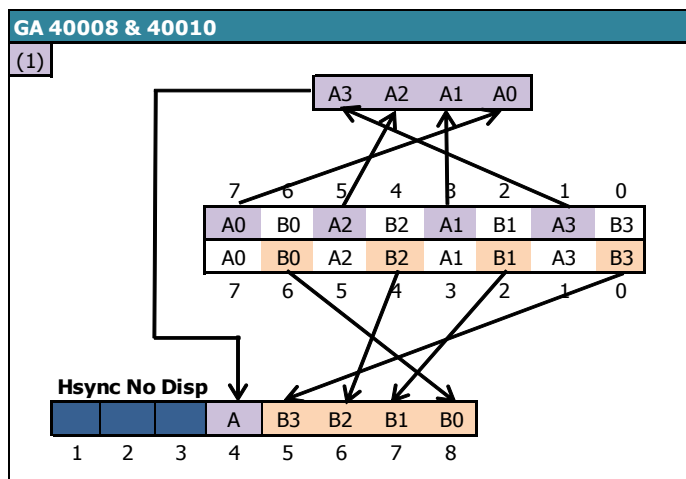 GA 40008 & 40010
(1)
A3 A2 A1 A0
7 6 5 4 3 2 1 0
A0 B0 A2 B2 A1 B1 A3 B3
A0 B0 A2 B2 A1 B1 A3 B3
7 6 5 4 3 2 1 0
Hsync No Disp
A B3 B2 B1 B0
1 2 3 4 5 6 7 8